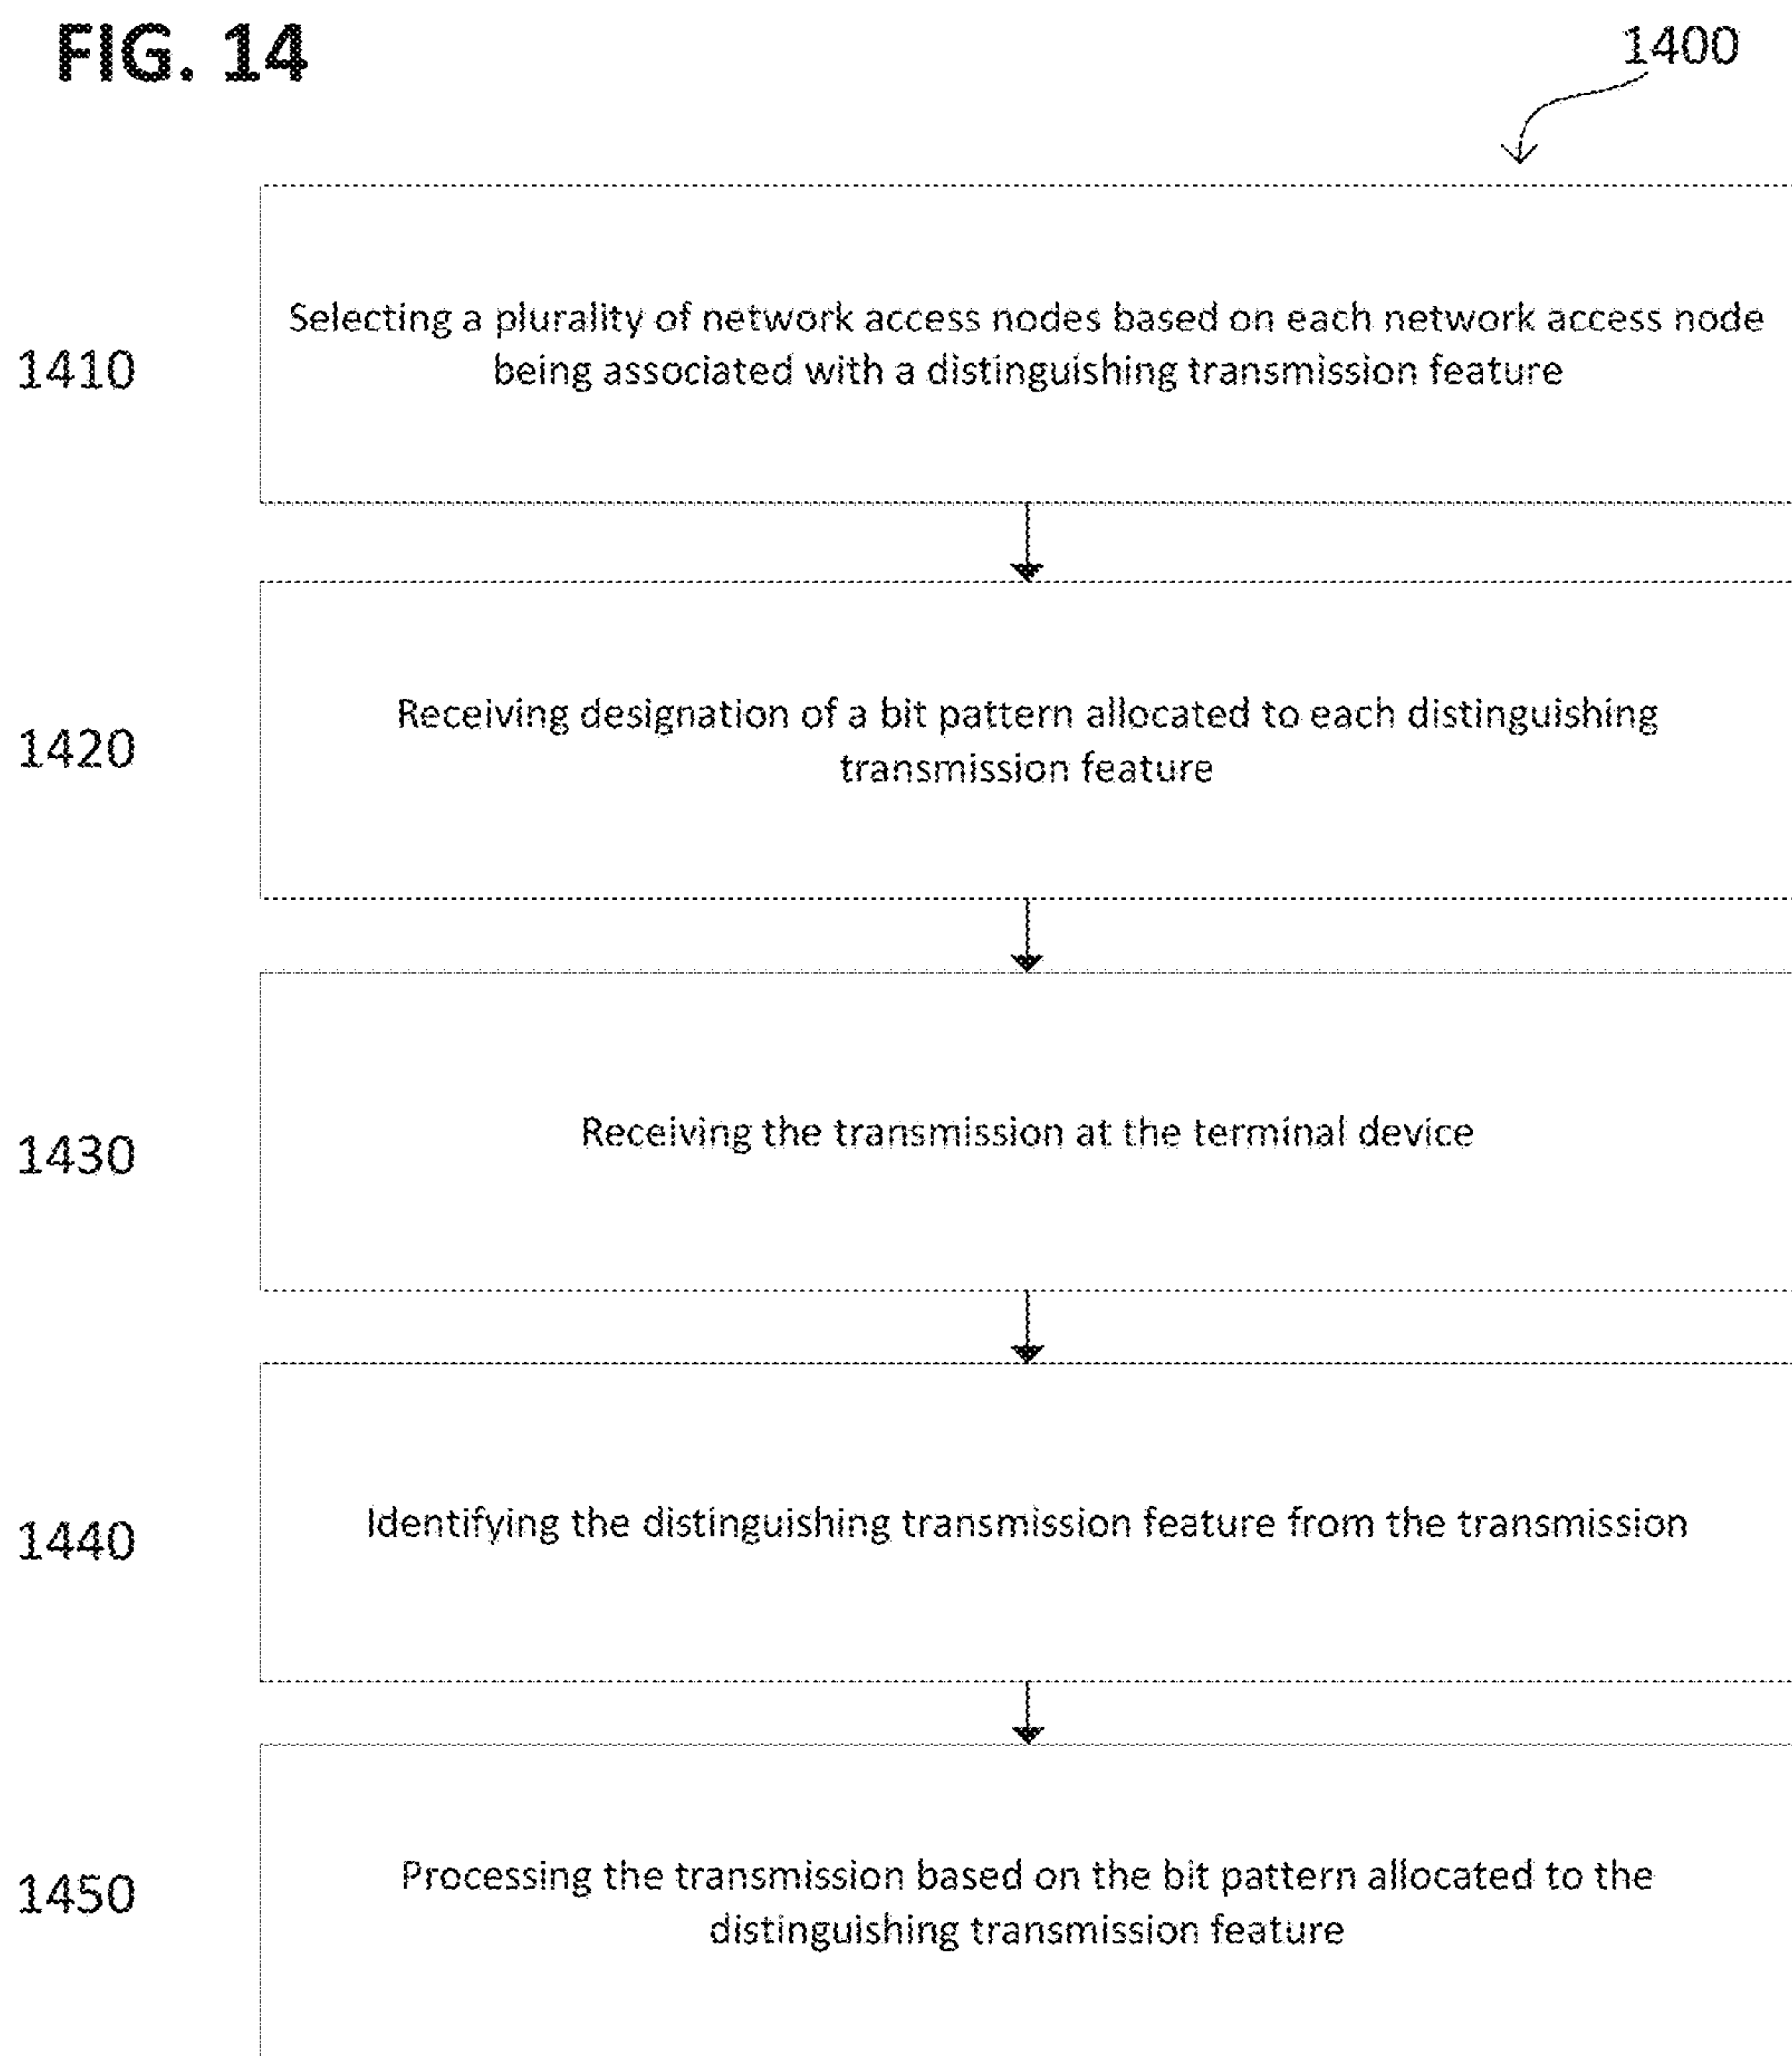 FIG. 14
1400
1410
Selecting a plurality of network access nodes based on each network access node
being associated with a distinguishing transmission feature
1420
Receiving designation of a bit pattern allocated to each distinguishing
transmission feature
1430
Receiving the transmission at the terminal device
1440
Identifying the distinguishing transmission feature from the transmission
1450
Processing the transmission based on the bit pattern allocated to the
distinguishing transmission feature